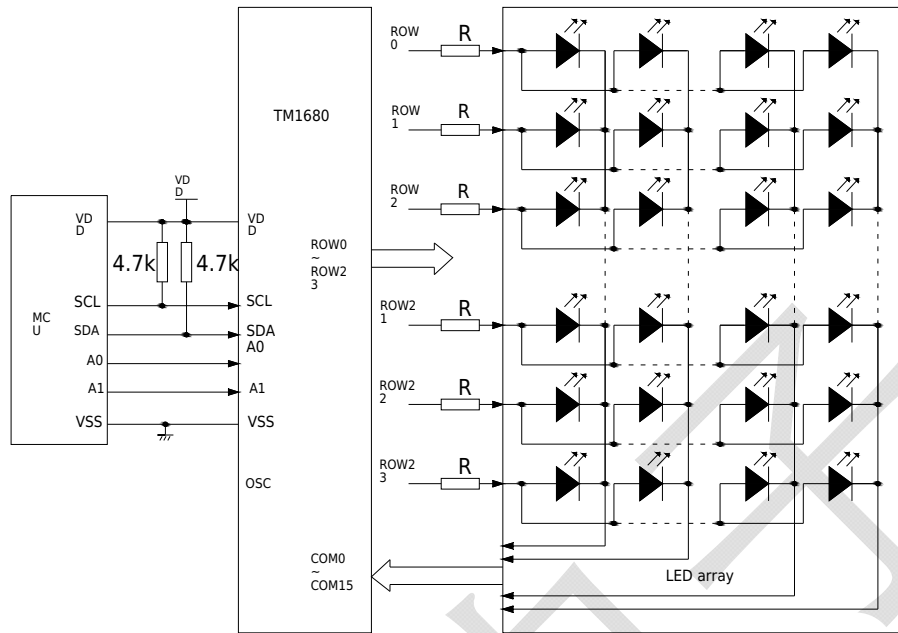 TM1680
VD
D
VD
D
4.7k
4.7k
SCL
MC
U
SDA
A0
A1
VSS
VD
D
ROW0
~
ROW2
3
SCL
SDA
A0
A1
VSS
OSC
COM0
~
COM15
ROW
0
R
ROW
1
R
ROW
2
R
ROW2
1
R
ROW2
2
R
ROW2
3
R
LED array